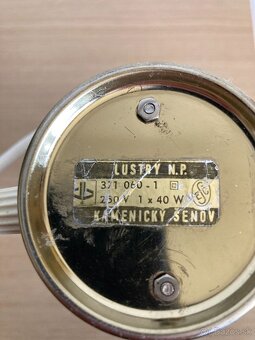 LUSTRY N.P.
371 060-1
250 V 1 x 40 W
KAMENICKÝ ŠENOV